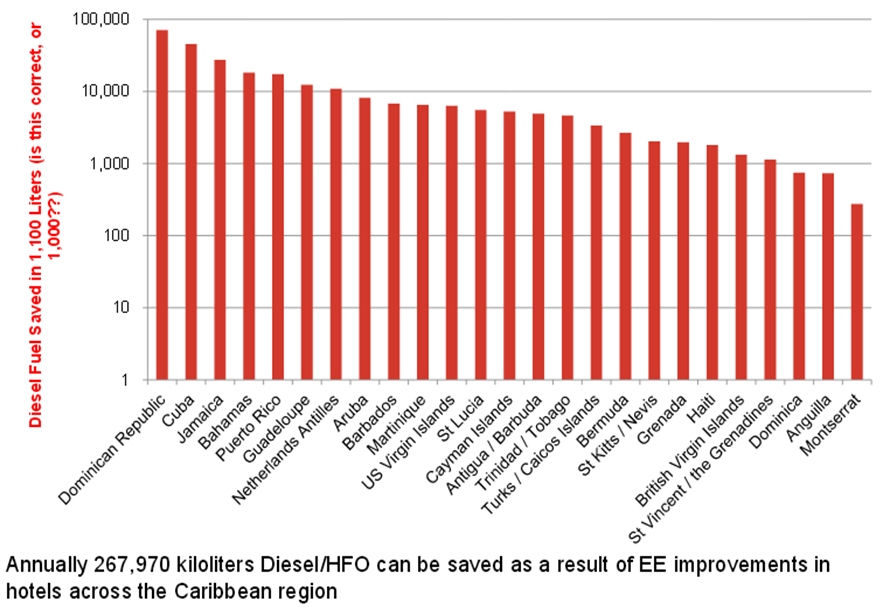 Diesel Fuel Saved in 1,100 Liters (is this correct, or
1,000??)
100,000
10,000
1,000
100
10
1
Dominican Republic
Cuba
Jamaica
Bahamas
Puerto Rico
Guadeloupe
Netherlands Antilles
Aruba
Barbados
Martinique
US Virgin Islands
St Lucia
Cayman Islands
Antigua / Barbuda
Trinidad / Tobago
Turks / Caicos Islands
Bermuda
St Kitts / Nevis
Grenada
Haiti
British Virgin Islands
St Vincent / the Grenadines
Dominica
Anguilla
Montserrat
Annually 267,970 kiloliters Diesel/HFO can be saved as a result of EE improvements in
hotels across the Caribbean region